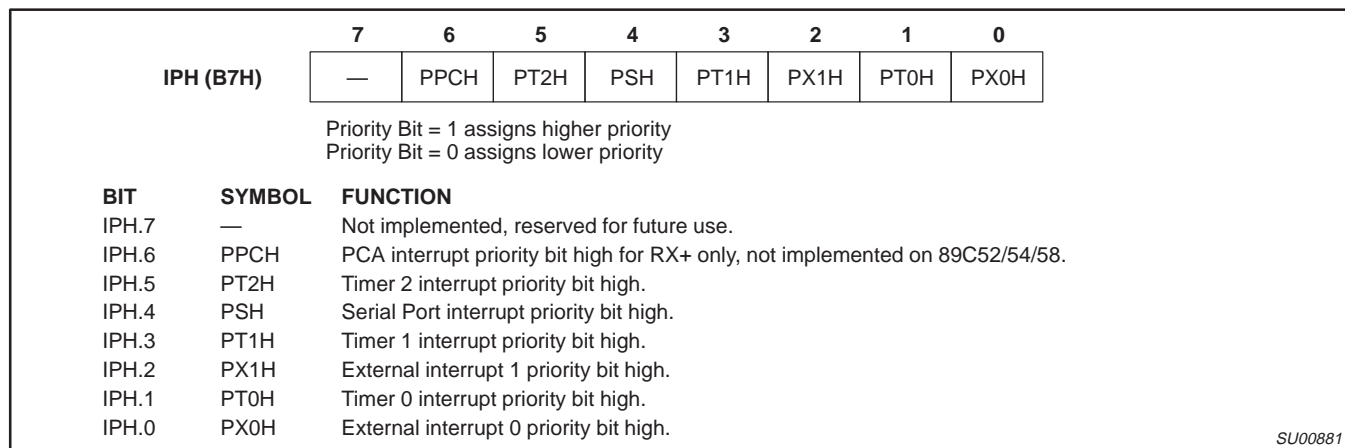 7 6 5 4 3 2 1 0
IPH (B7H) — PPCH PT2H PSH PT1H PX1H PT0H PX0H
Priority Bit = 1 assigns higher priority
Priority Bit = 0 assigns lower priority
BIT SYMBOL FUNCTION
IPH.7 — Not implemented, reserved for future use.
IPH.6 PPCH PCA interrupt priority bit high for RX+ only, not implemented on 89C52/54/58.
IPH.5 PT2H Timer 2 interrupt priority bit high.
IPH.4 PSH Serial Port interrupt priority bit high.
IPH.3 PT1H Timer 1 interrupt priority bit high.
IPH.2 PX1H External interrupt 1 priority bit high.
IPH.1 PT0H Timer 0 interrupt priority bit high.
IPH.0 PX0H External interrupt 0 priority bit high.
SU00881